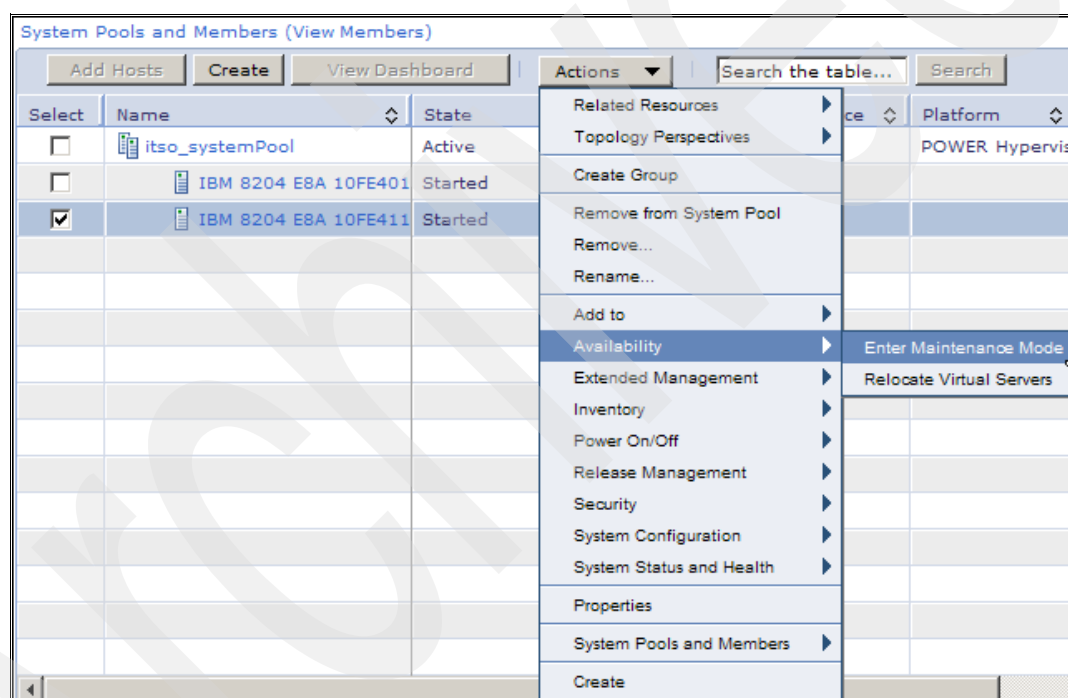 System Pools and Members (View Members)
Add Hosts Create View Dashboard Actions Search the table... Search
Select Name State ce Platform
itso_systemPool Active POWER Hypervis
IBM 8204 E8A 10FE401 Started
IBM 8204 E8A 10FE411 Started
Related Resources
Topology Perspectives
Create Group
Remove from System Pool
Remove...
Rename...
Add to
Availability
Enter Maintenance Mode
Relocate Virtual Servers
Extended Management
Inventory
Power On/Off
Release Management
Security
System Configuration
System Status and Health
Properties
System Pools and Members
Create